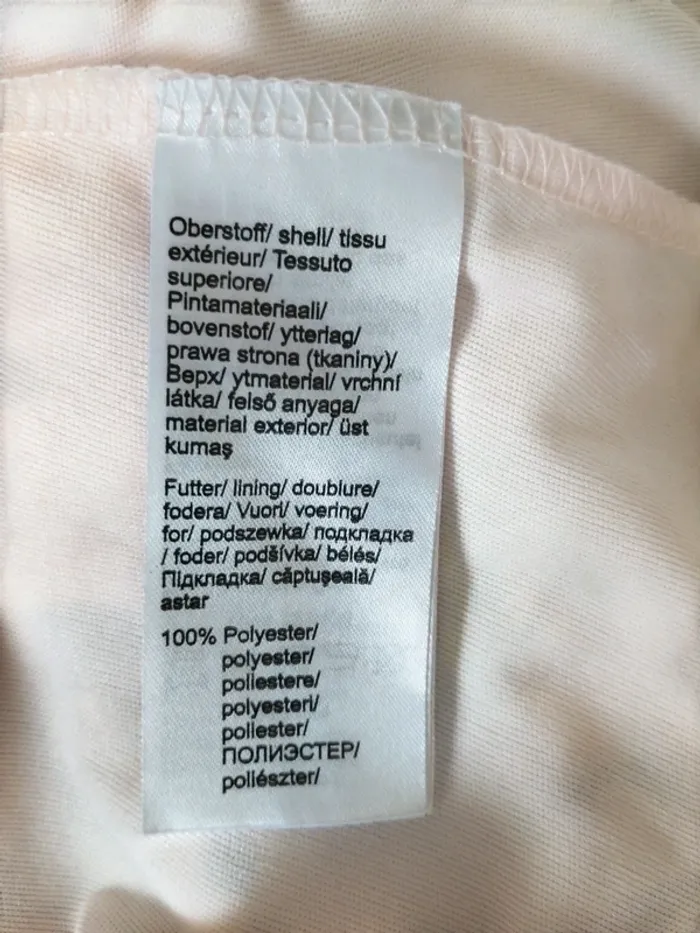 Oberstoff/ shell/ tissu
extérieur/ Tessuto
superiore/
Pintamateriaali/
bovenstof/ ytterlag/
prawa strona (tkaniny)/
Верх/ ytmaterial/ vrchní
látka/ felső anyaga/
material exterior/ üst
kumaş
Futter/ lining/ doublure/
fodera/ Vuori/ voering/
for/ podszewka/ подкладка
/ foder/ podšívka/ bélés/
Підкладка/ căptuşeală/
astar
100% Polyester/
polyester/
poliestere/
polyesteri/
poliester/
ПОЛИЭСТЕР/
poliészter/